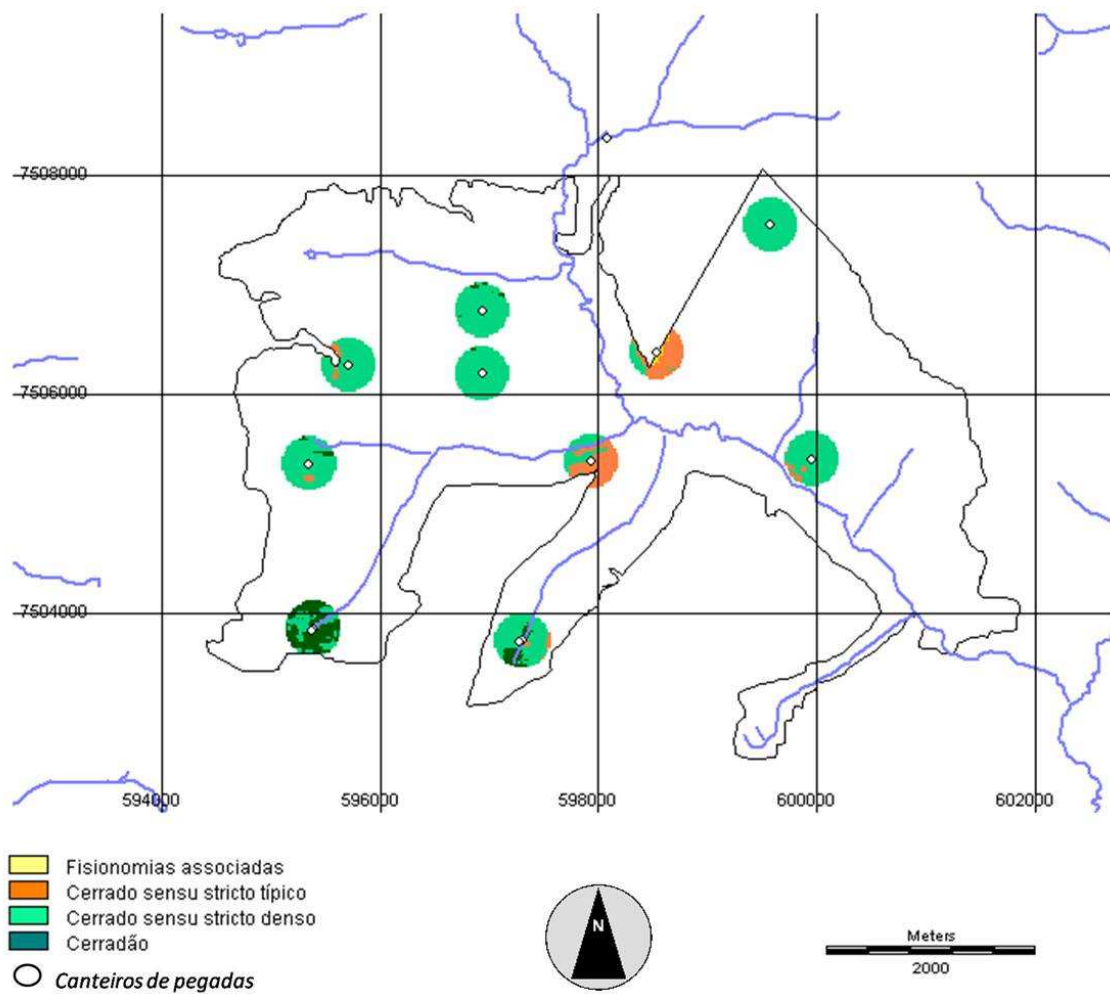 7508000
7506000
7504000
594000 596000 598000 600000 602000
Fisionomias associadas
Cerrado sensu stricto típico
Cerrado sensu stricto denso
Cerradão
Canteiros de pegadas
N
Meters
2000